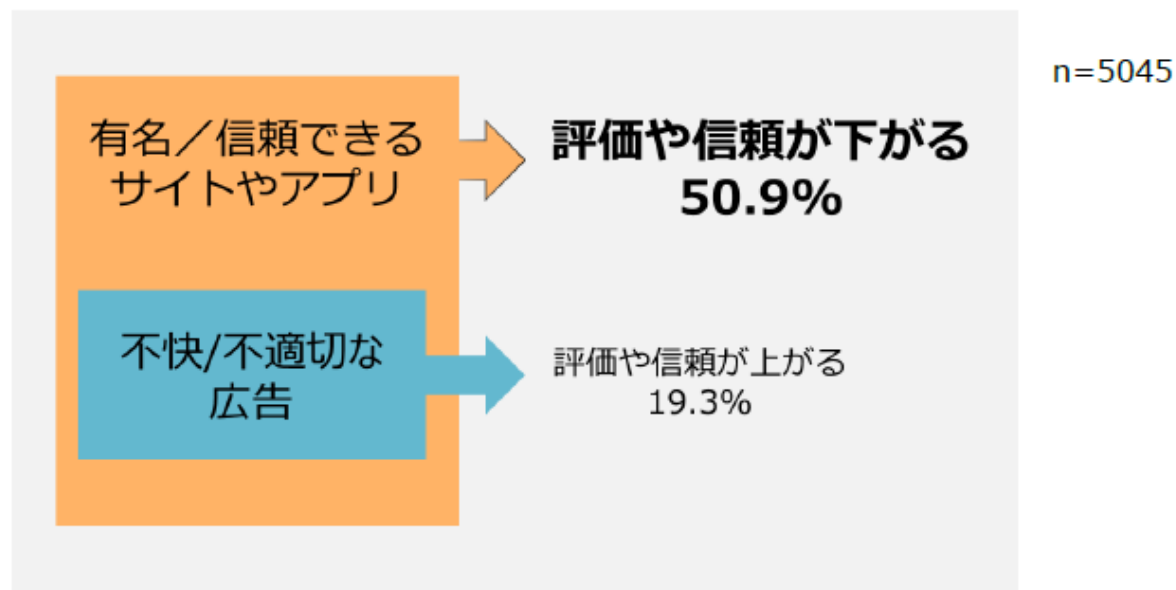 n=5045
有名／信頼できる
サイトやアプリ
評価や信頼が下がる
50.9%
不快/不適切な
広告
評価や信頼が上がる
19.3%